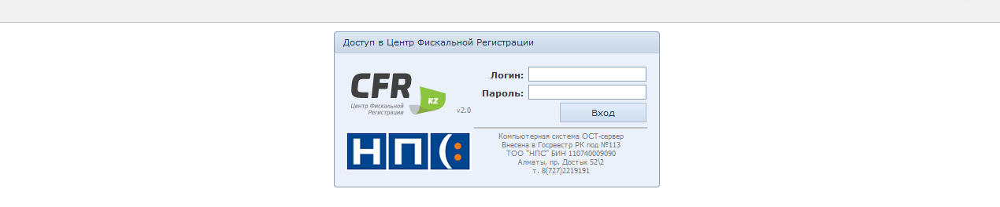 Доступ в Центр Фискальной Регистрации
Логин:
Пароль:
Вход
CFR
KZ
Центр Фискальной
Регистрации
v2.0
НПС
Компьютерная система ОСТ-сервер
Внесена в Госреестр РК под №113
ТОО "НПС" БИН 110740009090
Алматы, пр. Достык 52\2
т. 8(727)2219191